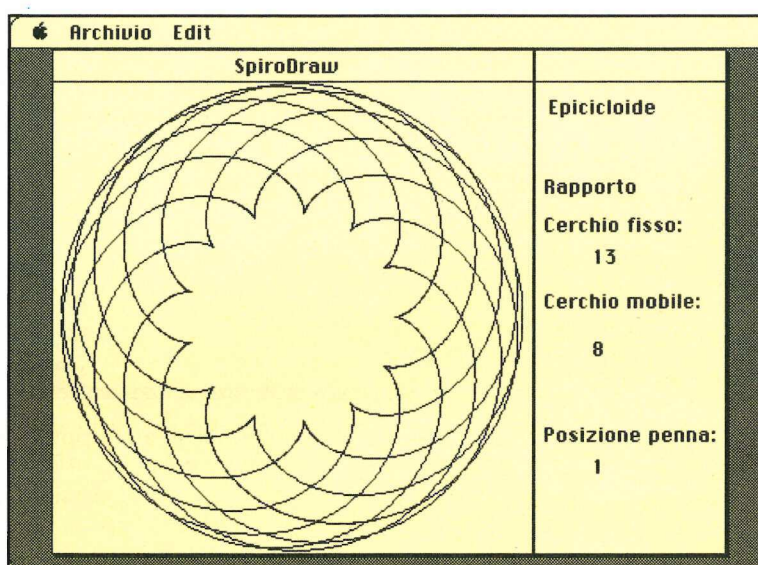 Archivio Edit
SpiroDraw
Epicicloide
Rapporto
Cerchio fisso:
13
Cerchio mobile:
8
Posizione penna:
1